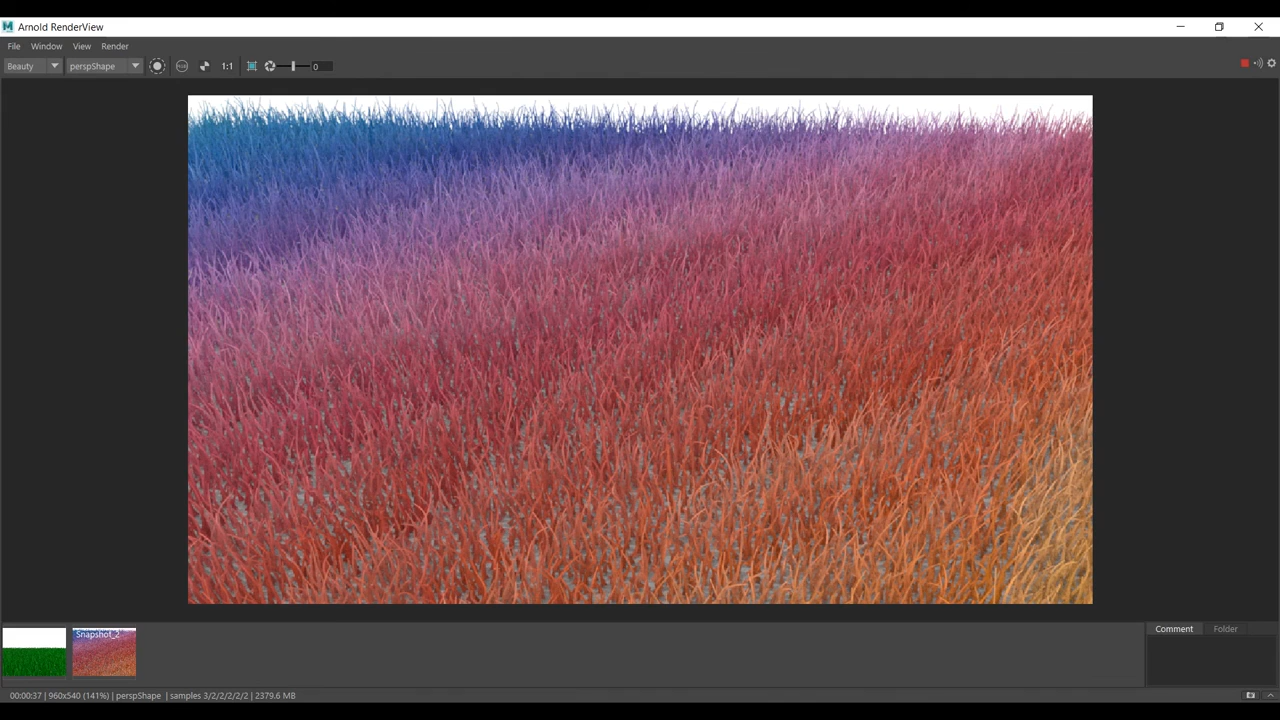 Arnold RenderView
File Window View Render
Beauty perspShape RGB 1:1 0
Snapshot_2
Comment Folder
00:00:37 | 960x540 (141%) | perspShape | samples 3/2/2/2/2/2 | 2379.6 MB